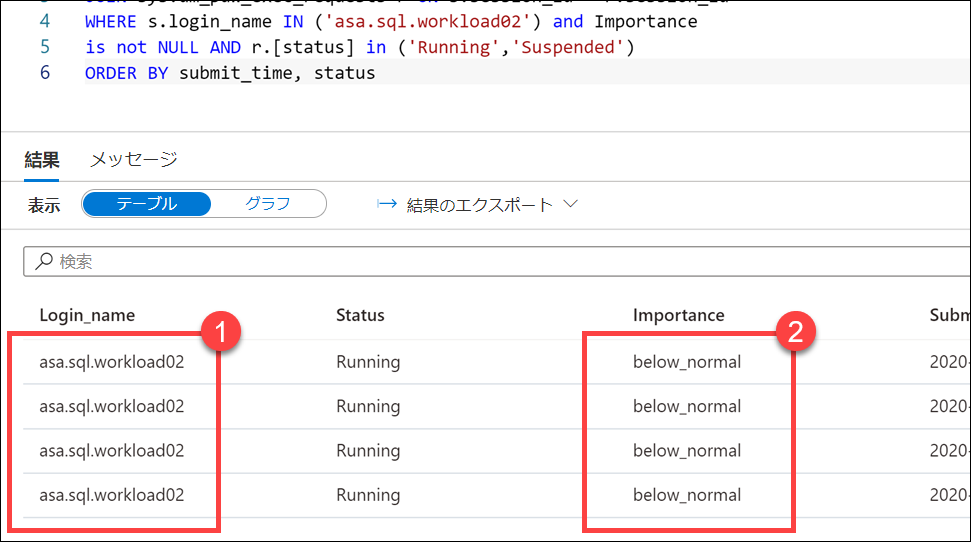 4 WHERE s.login_name IN ('asa.sql.workload02') and Importance
5 is not NULL AND r.[status] in ('Running','Suspended')
6 ORDER BY submit_time, status
結果 メッセージ
表示 テーブル グラフ 結果のエクスポート
検索
Login_name Status Importance
1 2
asa.sql.workload02 Running below_normal 2020-
asa.sql.workload02 Running below_normal 2020-
asa.sql.workload02 Running below_normal 2020-
asa.sql.workload02 Running below_normal 2020-